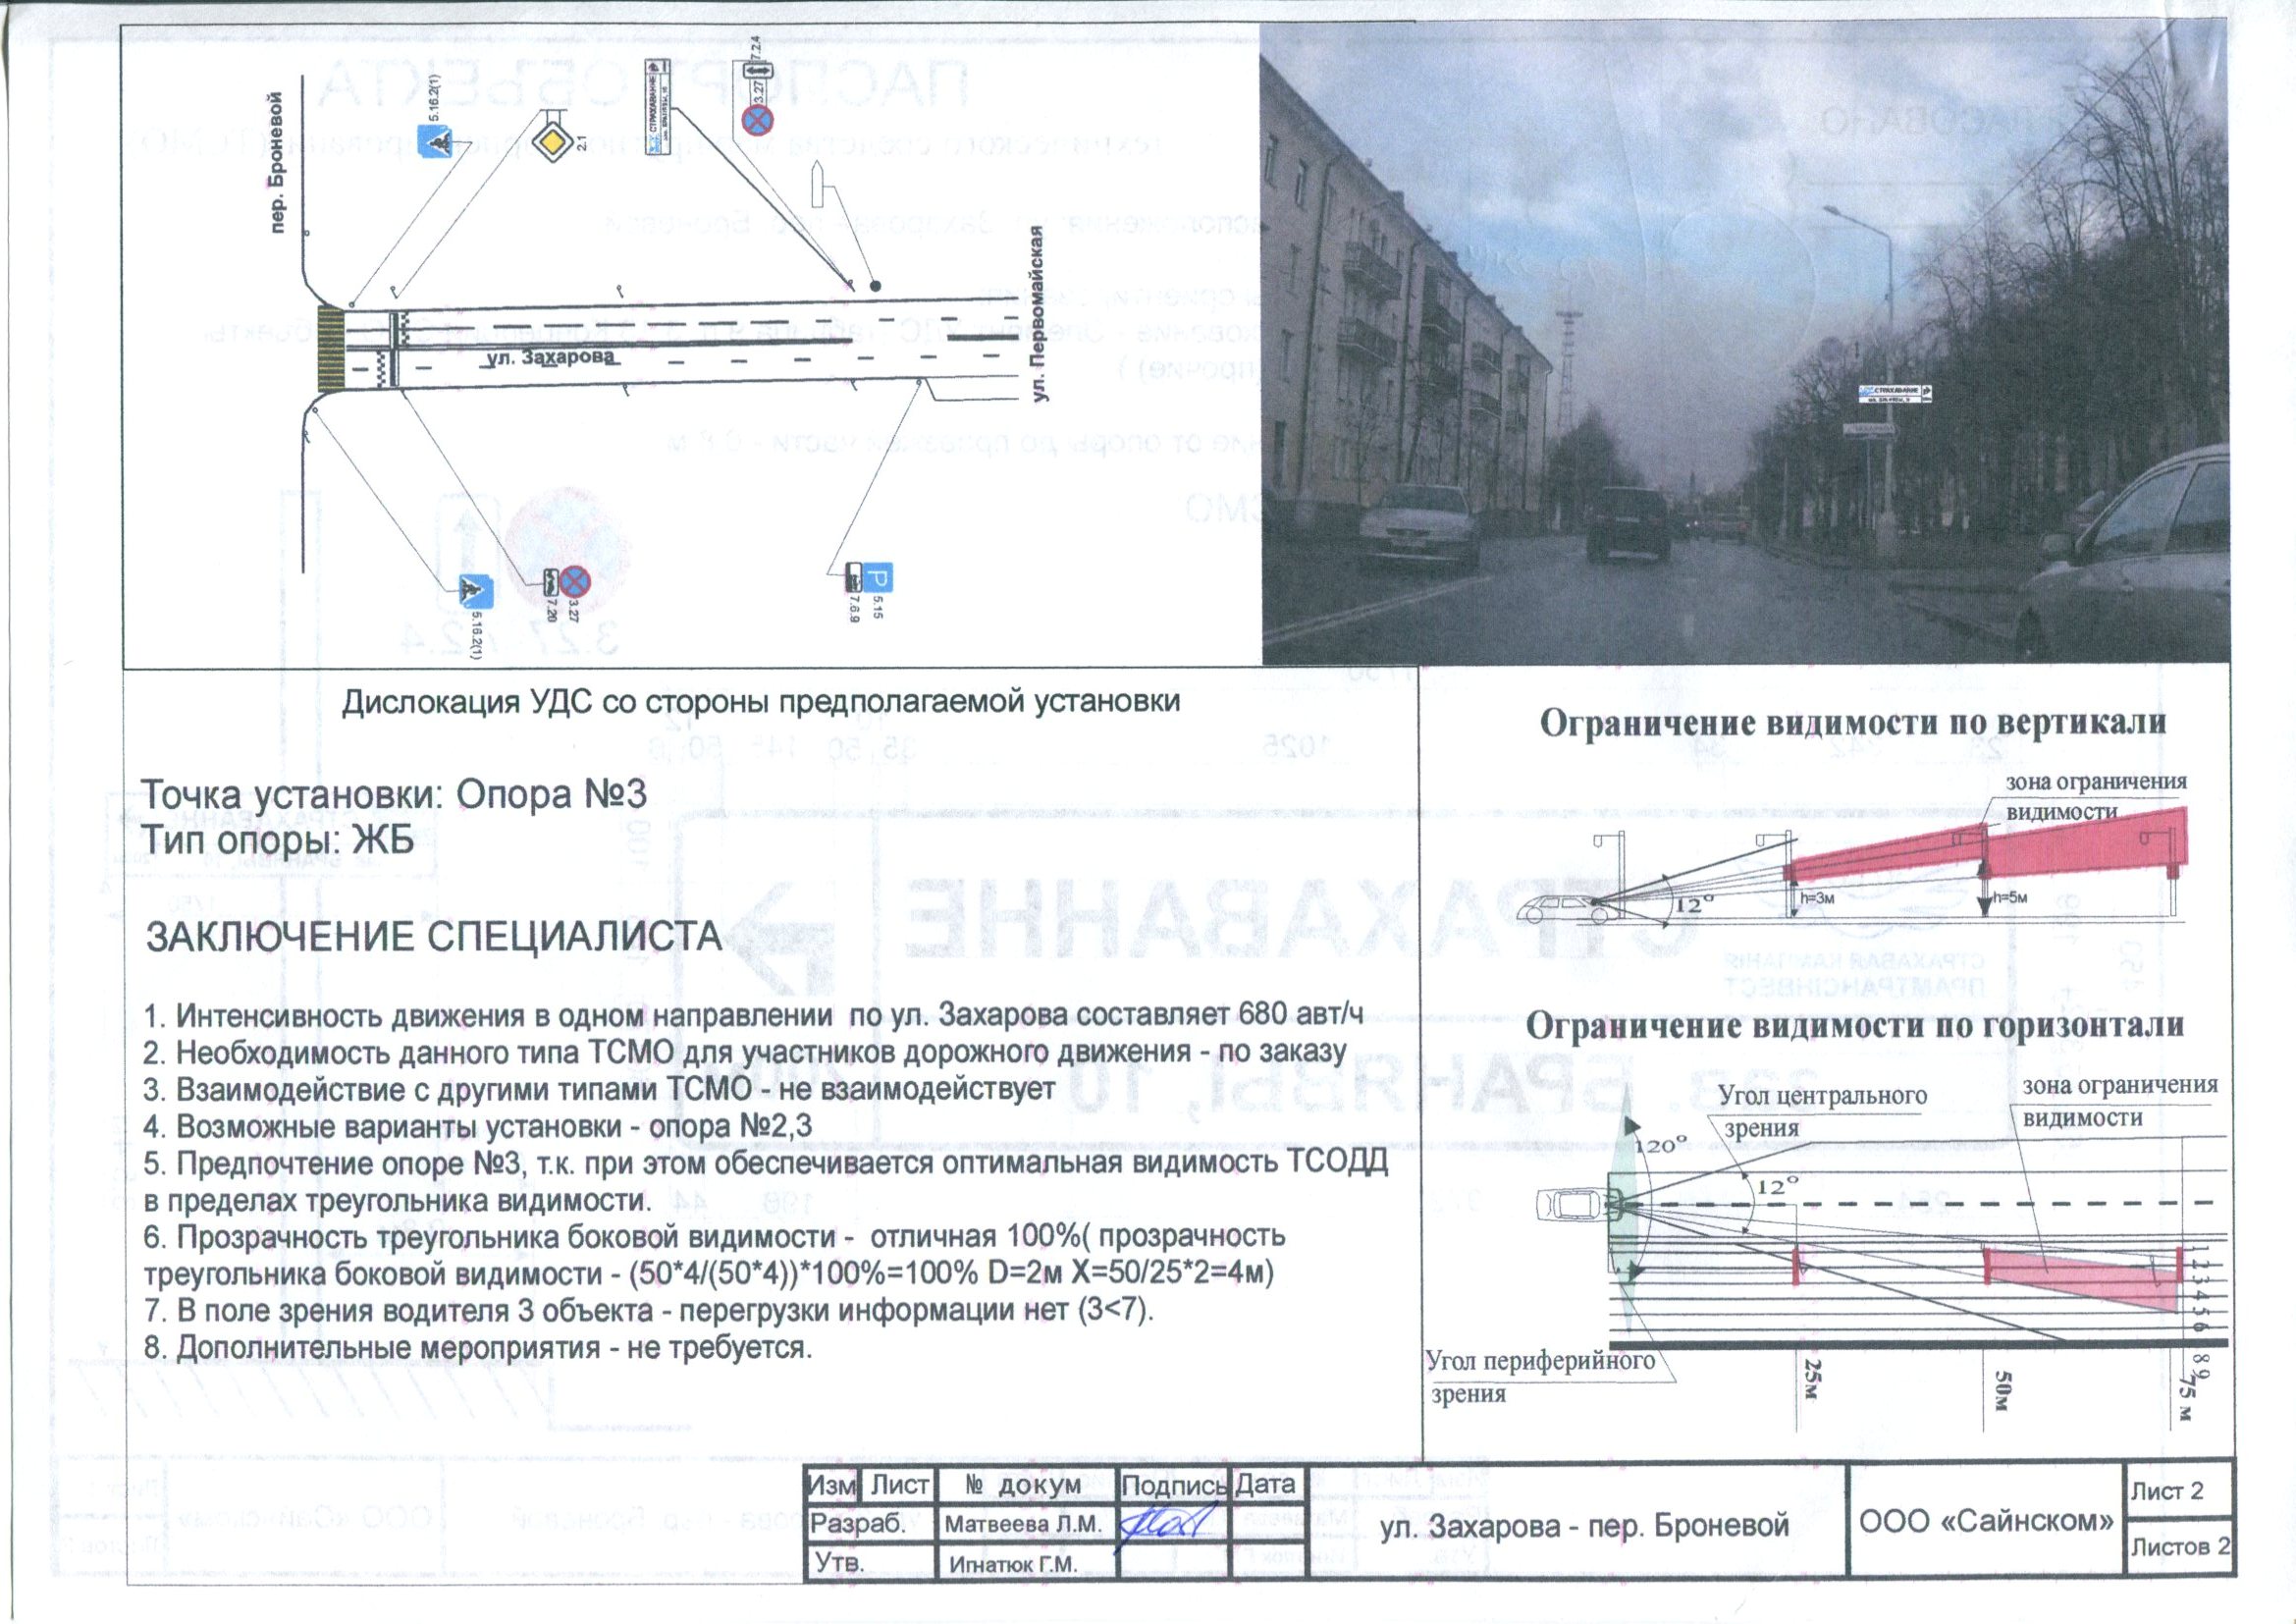 пер. Броневой
5.16.2(1)
2.1
СТРАХОВАНИЕ
7.2.4
3.27
ул. Захарова
ул. Первомайская
5.16.2(1)
7.20
3.27
7.6.9
5.15
P
СТРАХАВАННЕ
Дислокация УДС со стороны предполагаемой установки
Точка установки: Опора №3
Тип опоры: ЖБ
ЗАКЛЮЧЕНИЕ СПЕЦИАЛИСТА
1. Интенсивность движения в одном направлении по ул. Захарова составляет 680 авт/ч
2. Необходимость данного типа ТСМО для участников дорожного движения - по заказу
3. Взаимодействие с другими типами ТСМО - не взаимодействует
4. Возможные варианты установки - опора №2,3
5. Предпочтение опоре №3, т.к. при этом обеспечивается оптимальная видимость ТСОДД
в пределах треугольника видимости.
6. Прозрачность треугольника боковой видимости - отличная 100%( прозрачность
треугольника боковой видимости - (50*4/(50*4))*100%=100% D=2м X=50/25*2=4м)
7. В поле зрения водителя 3 объекта - перегрузки информации нет (3<7).
8. Дополнительные мероприятия - не требуется.
Ограничение видимости по вертикали
зона ограничения
видимости
12°
h=3м
h=5м
Ограничение видимости по горизонтали
Угол центрального
зрения
зона ограничения
видимости
120°
12°
1 2 3 4 5 6 8 9
Угол периферийного
зрения
25м
50м
75 м
Изм Лист № докум Подпись Дата
Разраб. Матвеева Д.М.
Утв. Игнатюк Г.М.
ул. Захарова - пер. Броневой
ООО «Сайнском»
Лист 2
Листов 2